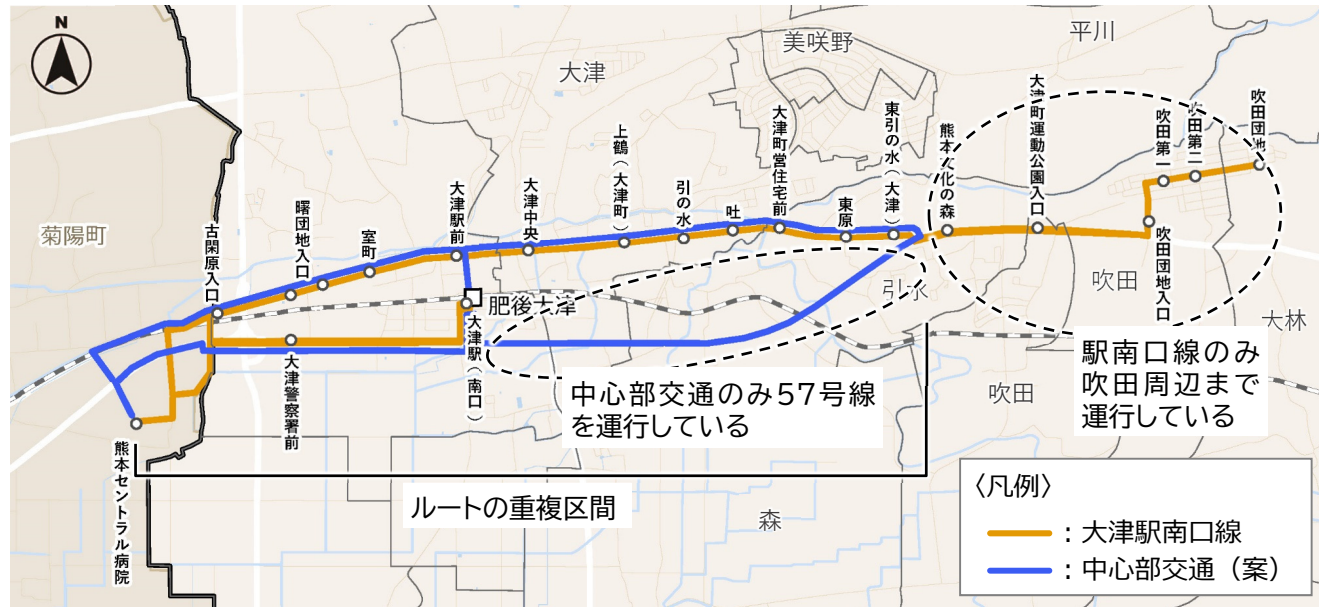 N
美咲野
平川
大津
菊陽町
古閑原入口
曙団地入口
室町
大津駅前
大津中央
上鶴(大津町)
引の水
吐
大津町営住宅前
東原
東引の水(大津)
熊本文化の森
大津町運動公園入口
吹田第一
吹田第二
吹田団地
吹田団地入口
肥後大津
大津駅(南口)
大津警察署前
熊本セントラル病院
引水
吹田
大林
吹田
森
中心部交通のみ57号線
を運行している
駅南口線のみ
吹田周辺まで
運行している
ルートの重複区間
〈凡例〉
:大津駅南口線
:中心部交通(案)